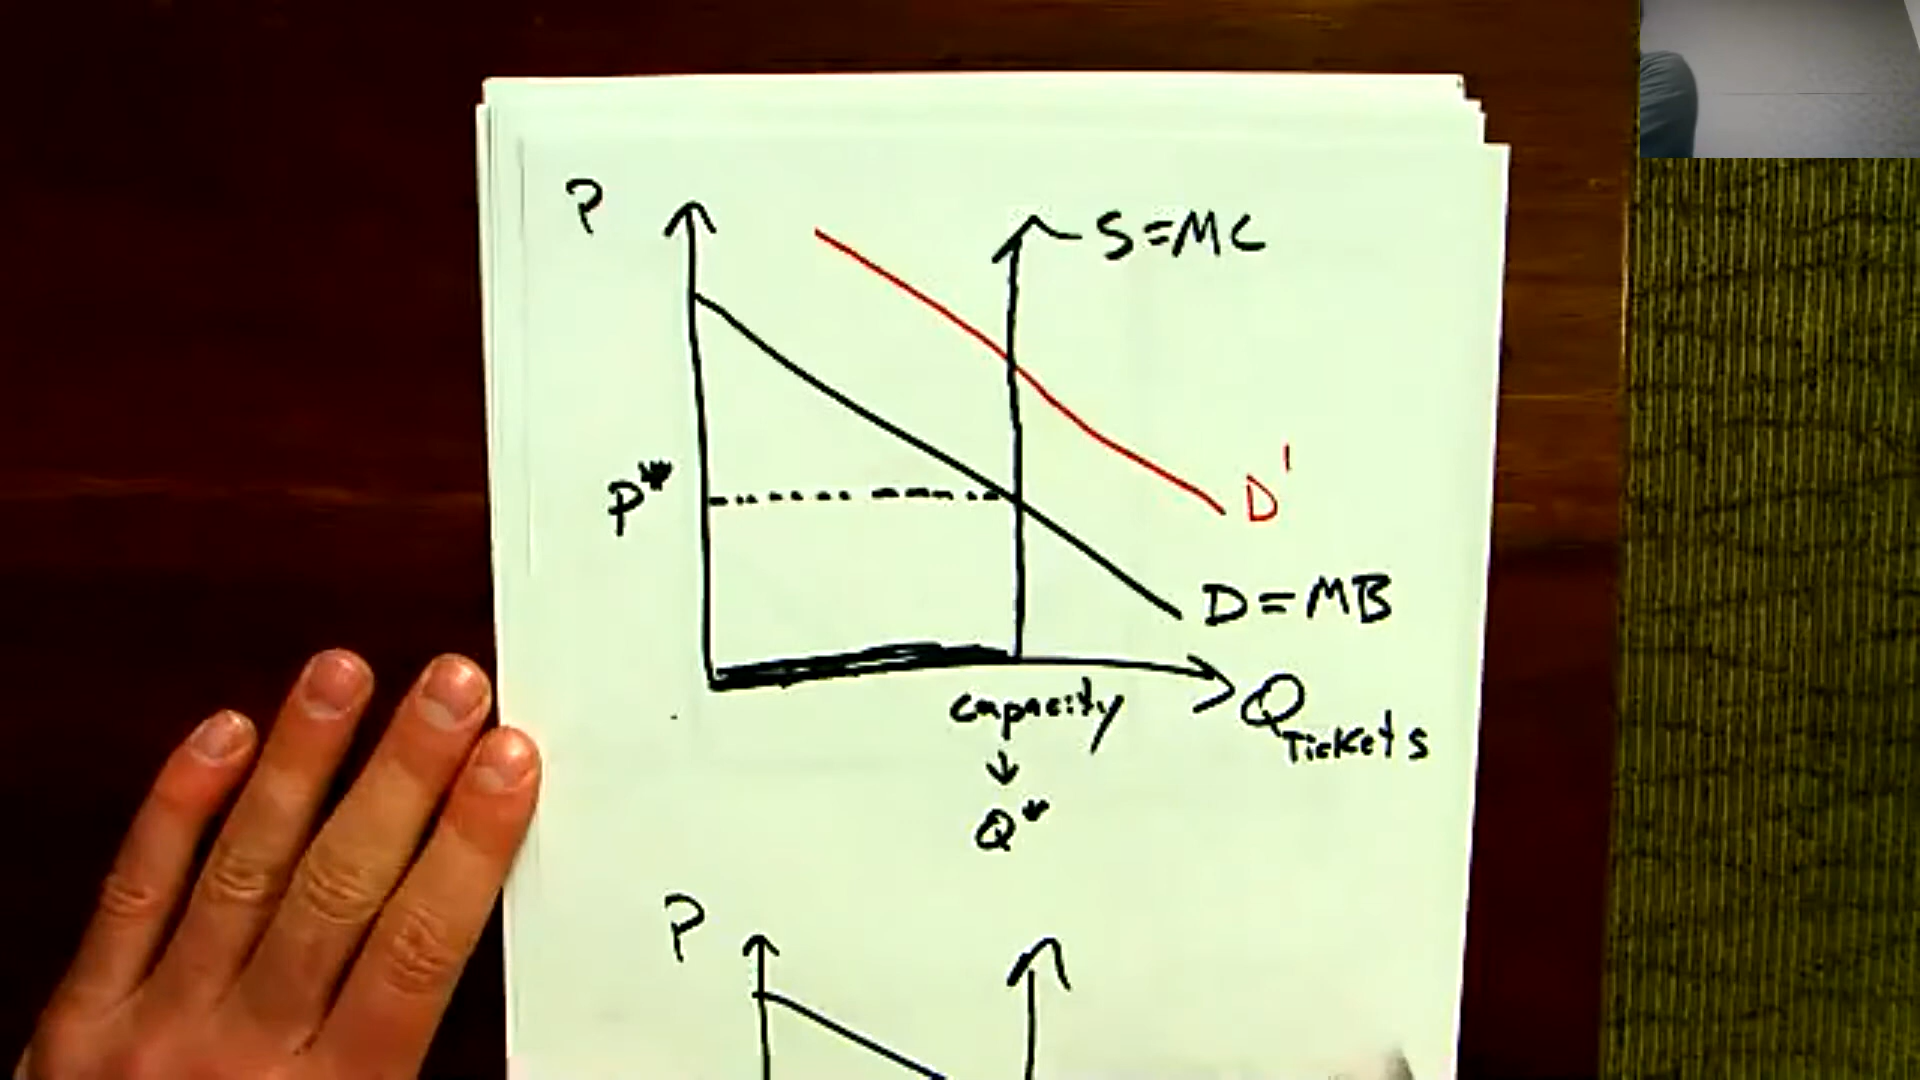 P
S=MC
P*
D'
D=MB
capacity
Q Tickets
↓
Q*
P